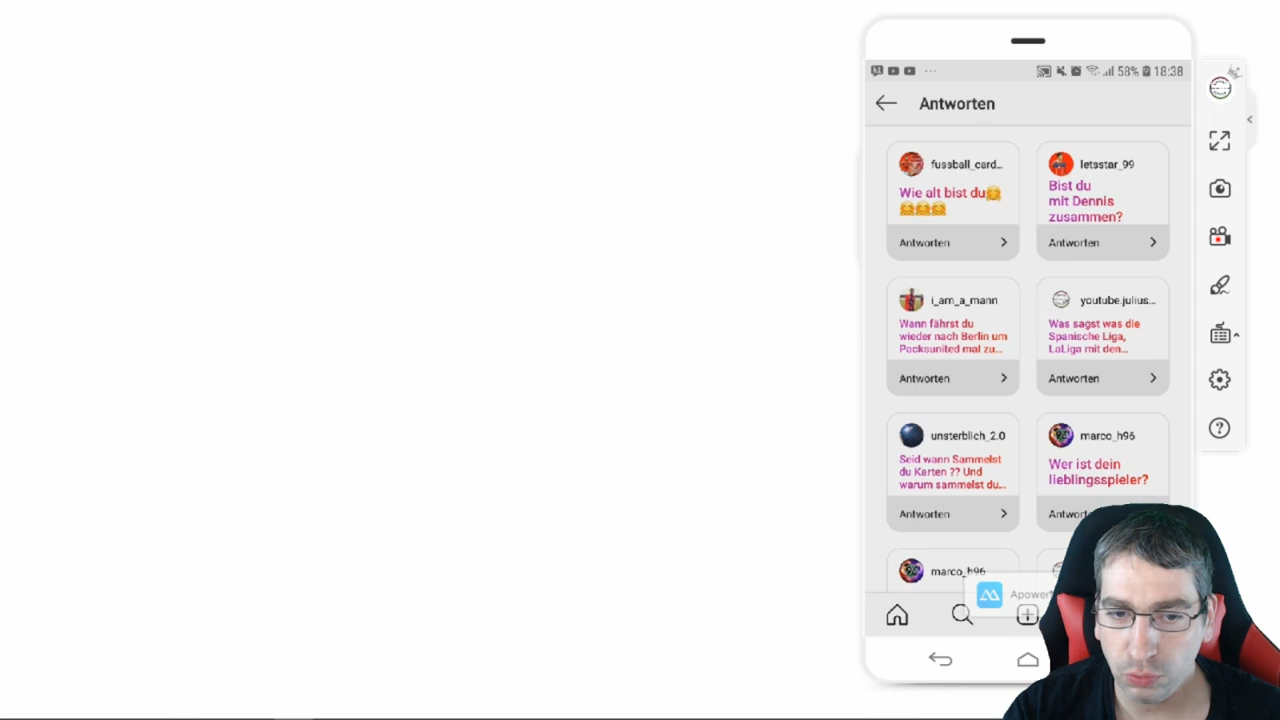 58% 18:38
Antworten
fussball_card...
Wie alt bist du🤗
🤗🤗🤗
Antworten
letsstar_99
Bist du
mit Dennis
zusammen?
Antworten
i_am_a_mann
Wann fährst du
wieder nach Berlin um
Packsunited mal zu...
Antworten
youtube.julius...
Was sagst was die
Spanische Liga,
LaLiga mit den...
Antworten
unsterblich_2.0
Seid wann Sammelst
du Karten ?? Und
warum sammelst du...
Antworten
marco_h96
Wer ist dein
lieblingsspieler?
marco_h96